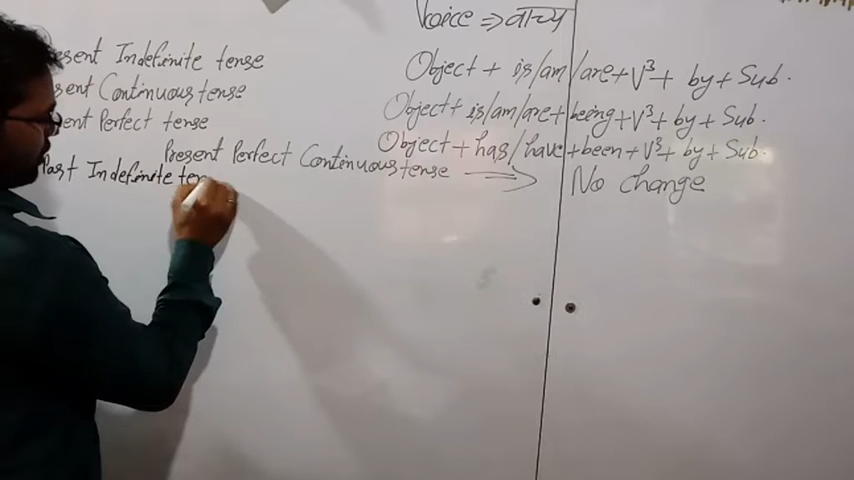 Voice ⇒ वाच्य
esent Indefinite tense
Object + is/am/are + V³ + by + Sub.
sent Continuous tense
Object + is/am/are + being + V³ + by + Sub.
ent Perfect tense
Object + has/have + been + V³ + by + Sub.
Present Perfect Continuous tense → No change
Past Indefinite ten